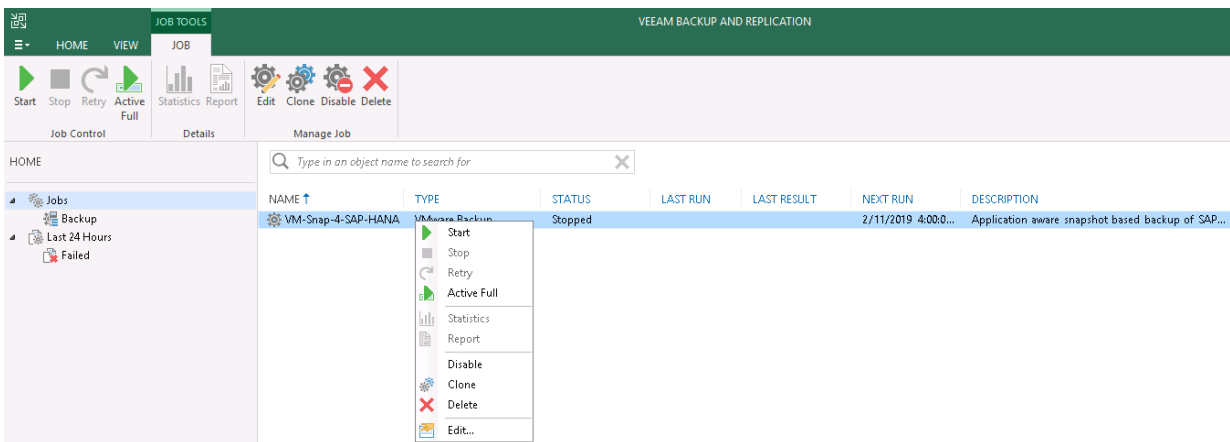 JOB TOOLS
VEEAM BACKUP AND REPLICATION
HOME VIEW JOB
Start Stop Retry Active Full Statistics Report Edit Clone Disable Delete
Job Control Details Manage Job
HOME
Type in an object name to search for
Jobs
Backup
Last 24 Hours
Failed
NAME TYPE STATUS LAST RUN LAST RESULT NEXT RUN DESCRIPTION
VM-Snap-4-SAP-HANA VMware Backup Stopped 2/11/2019 4:00:0... Application aware snapshot based backup of SAP...
Start
Stop
Retry
Active Full
Statistics
Report
Disable
Clone
Delete
Edit...